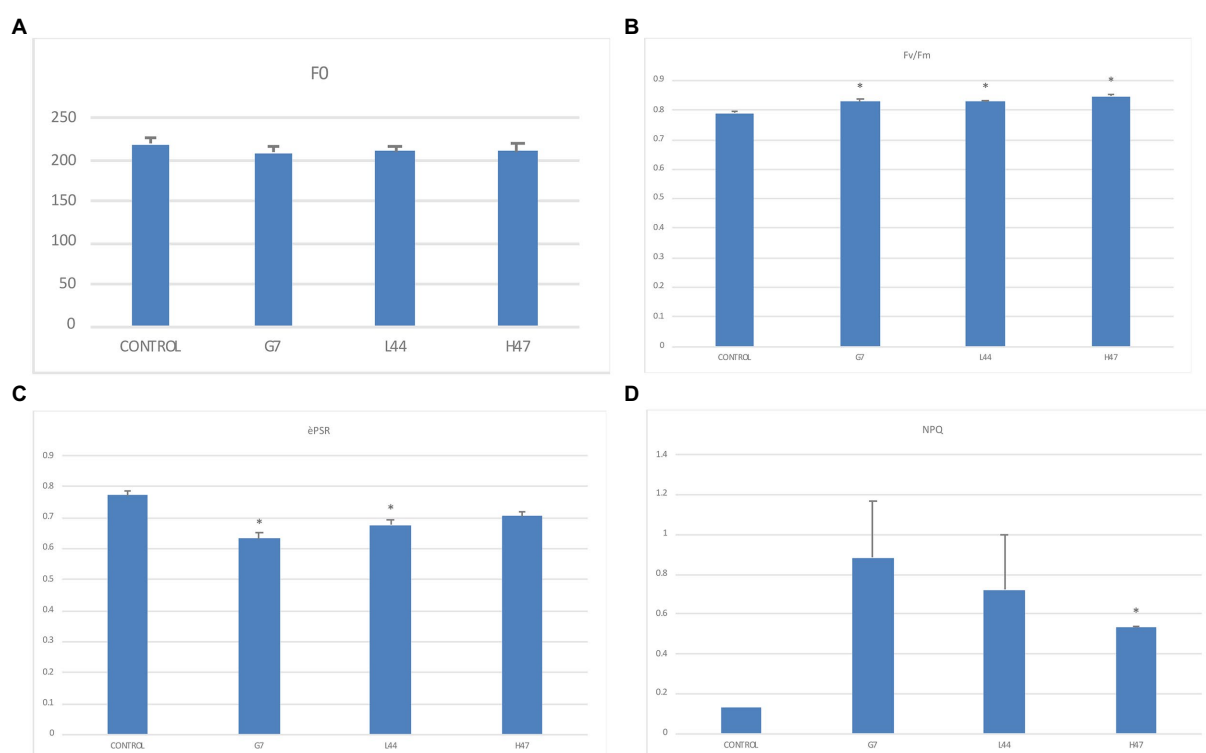 A
F0
250
200
150
100
50
0
CONTROL G7 L44 H47
B
Fv/Fm
0.9
0.8
0.7
0.6
0.5
0.4
0.3
0.2
0.1
0
* * *
CONTROL G7 L44 H47
C
èPSR
0.9
0.8
0.7
0.6
0.5
0.4
0.3
0.2
0.1
0
* *
CONTROL G7 L44 H47
D
NPQ
1.4
1.2
1
0.8
0.6
0.4
0.2
0
*
CONTROL G7 L44 H47